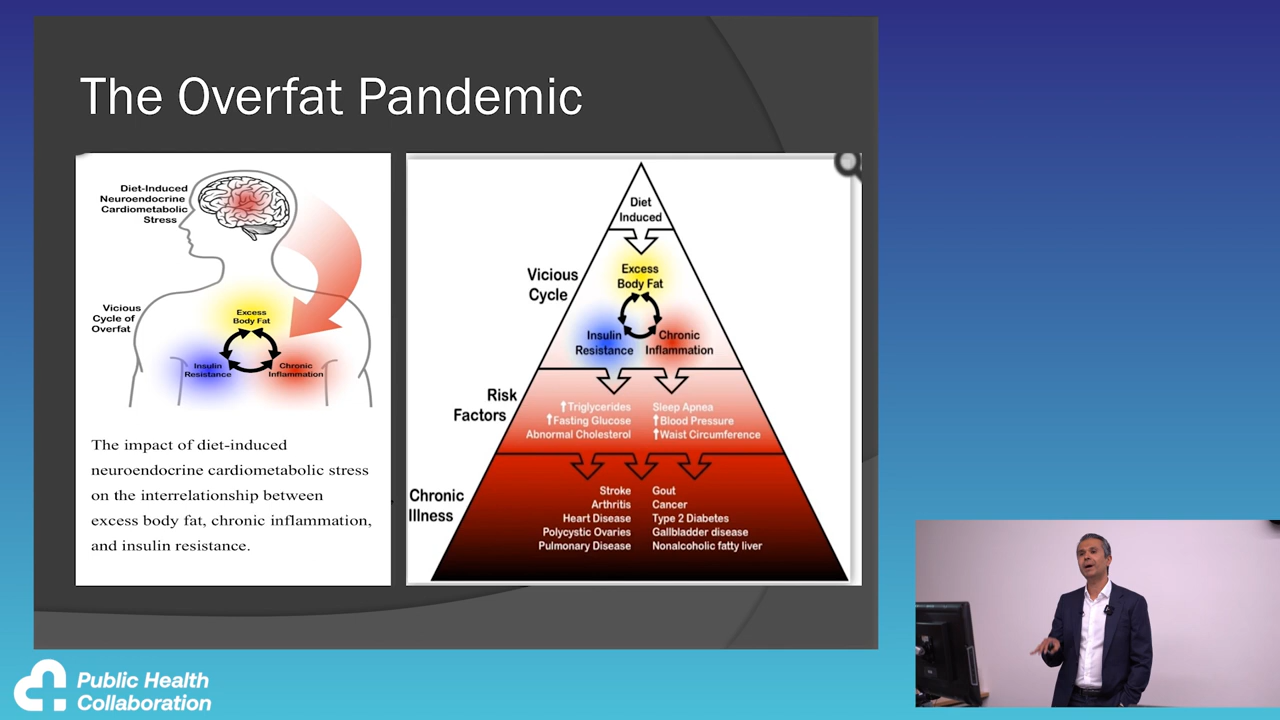 The Overfat Pandemic
Diet-Induced
Neuroendocrine
Cardiometabolic
Stress
Vicious
Cycle of
Overfat
Excess
Body Fat
Insulin
Resistance
Chronic
Inflammation
The impact of diet-induced
neuroendocrine cardiometabolic stress
on the interrelationship between
excess body fat, chronic inflammation,
and insulin resistance.
Diet
Induced
Vicious
Cycle
Excess
Body Fat
Insulin
Resistance
Chronic
Inflammation
Risk
Factors
↑Triglycerides
↑Fasting Glucose
Abnormal Cholesterol
Sleep Apnea
↑Blood Pressure
↑Waist Circumference
Chronic
Illness
Stroke
Arthritis
Heart Disease
Polycystic Ovaries
Pulmonary Disease
Gout
Cancer
Type 2 Diabetes
Gallbladder disease
Nonalcoholic fatty liver
Public Health
Collaboration